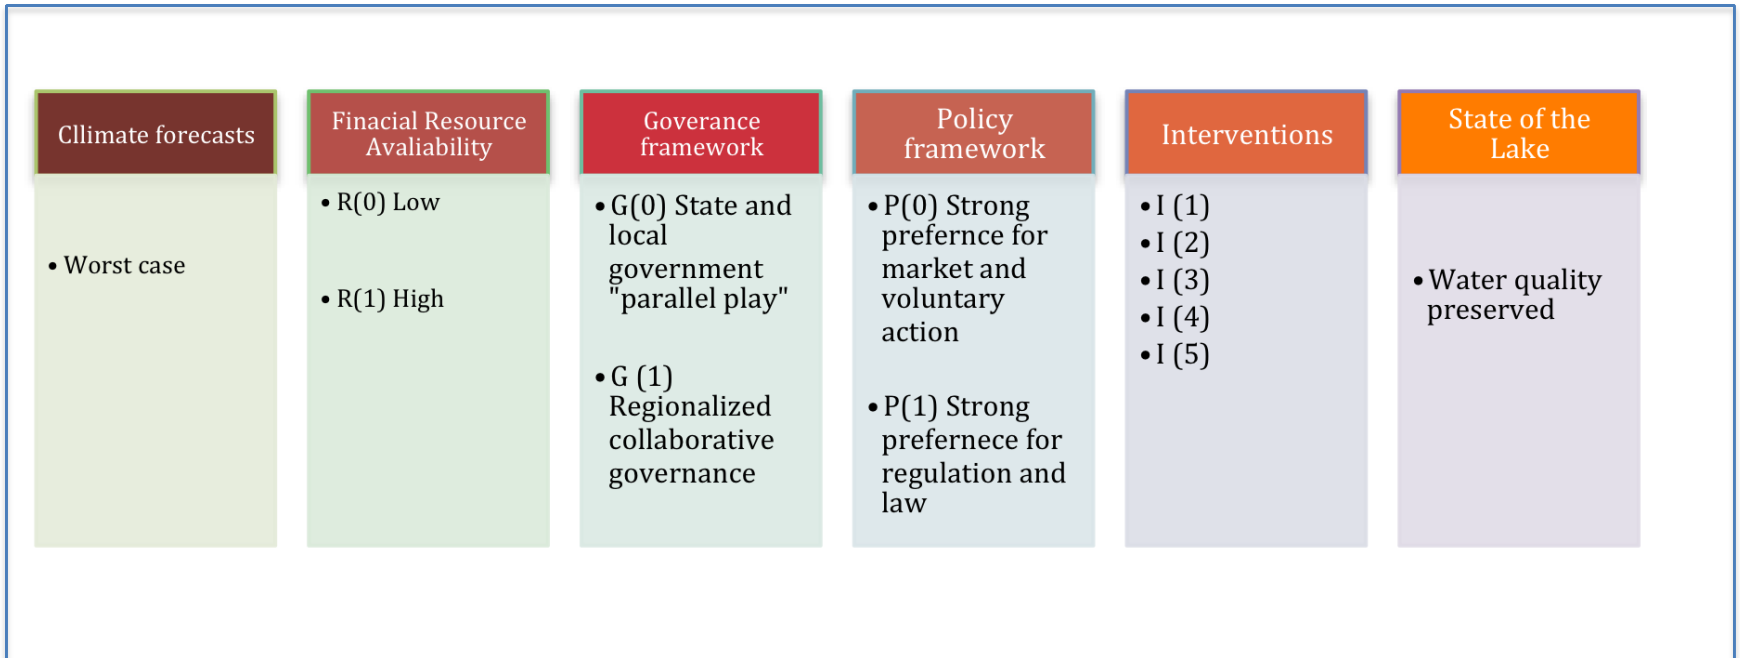 Cllimate forecasts
• Worst case
Finacial Resource
Avaliability
• R(0) Low
• R(1) High
Goverance
framework
• G(0) State and
local
government
"parallel play"
• G (1)
Regionalized
collaborative
governance
Policy
framework
• P(0) Strong
prefernce for
market and
voluntary
action
• P(1) Strong
prefernece for
regulation and
law
Interventions
• I (1)
• I (2)
• I (3)
• I (4)
• I (5)
State of the
Lake
• Water quality
preserved